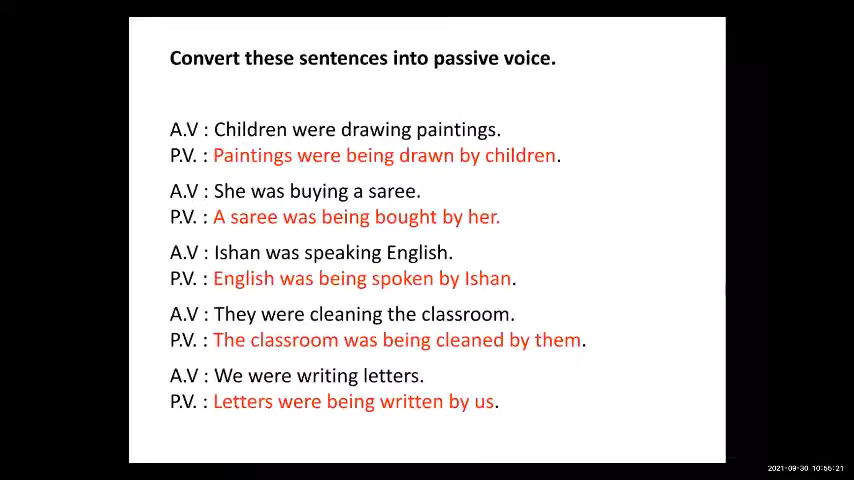 Convert these sentences into passive voice.
A.V : Children were drawing paintings.
P.V. : Paintings were being drawn by children.
A.V : She was buying a saree.
P.V. : A saree was being bought by her.
A.V : Ishan was speaking English.
P.V. : English was being spoken by Ishan.
A.V : They were cleaning the classroom.
P.V. : The classroom was being cleaned by them.
A.V : We were writing letters.
P.V. : Letters were being written by us.
2021-09-30 10:55:21